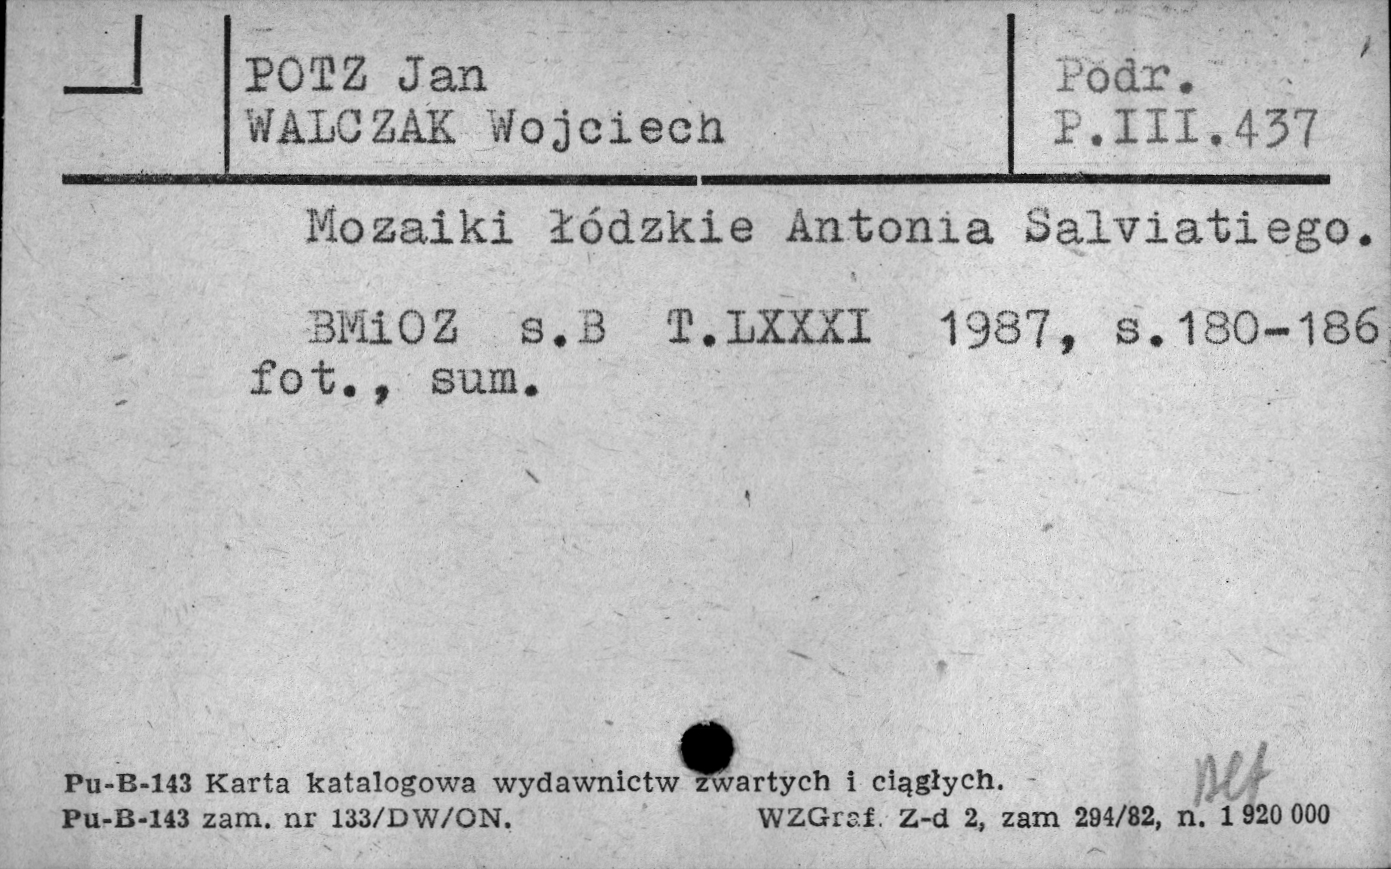 POTZ Jan
WALCZAK Wojciech
Podr.
P.III.437
Mozaiki łódzkie Antonia Salviatiego.
BMiOZ s.B T.LXXXI 1987, s.180-186
fot., sum.
Pu-B-143 Karta katalogowa wydawnictw zwartych i ciągłych.
Pu-B-143 zam. nr 133/DW/ON. WZGraf. Z-d 2, zam 294/82, n. 1 920 000